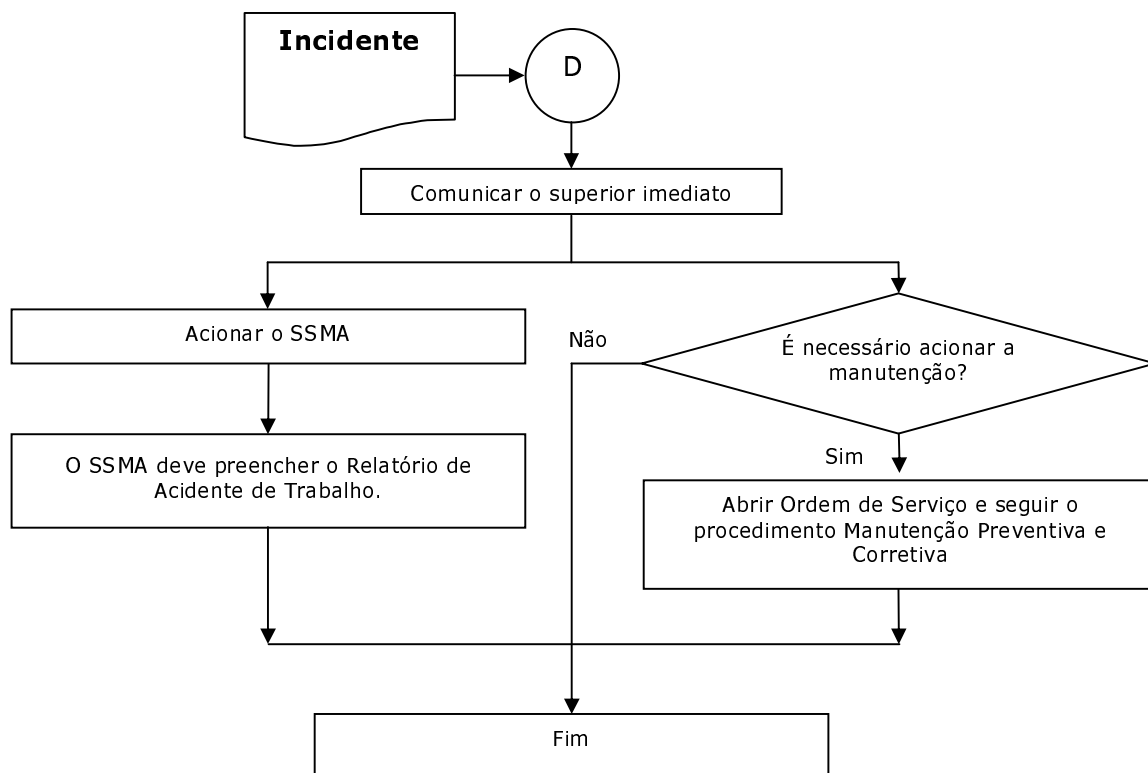 Incidente
D
Comunicar o superior imediato
Acionar o SSMA
O SSMA deve preencher o Relatório de
Acidente de Trabalho.
Não
É necessário acionar a
manutenção?
Sim
Abrir Ordem de Serviço e seguir o
procedimento Manutenção Preventiva e
Corretiva
Fim